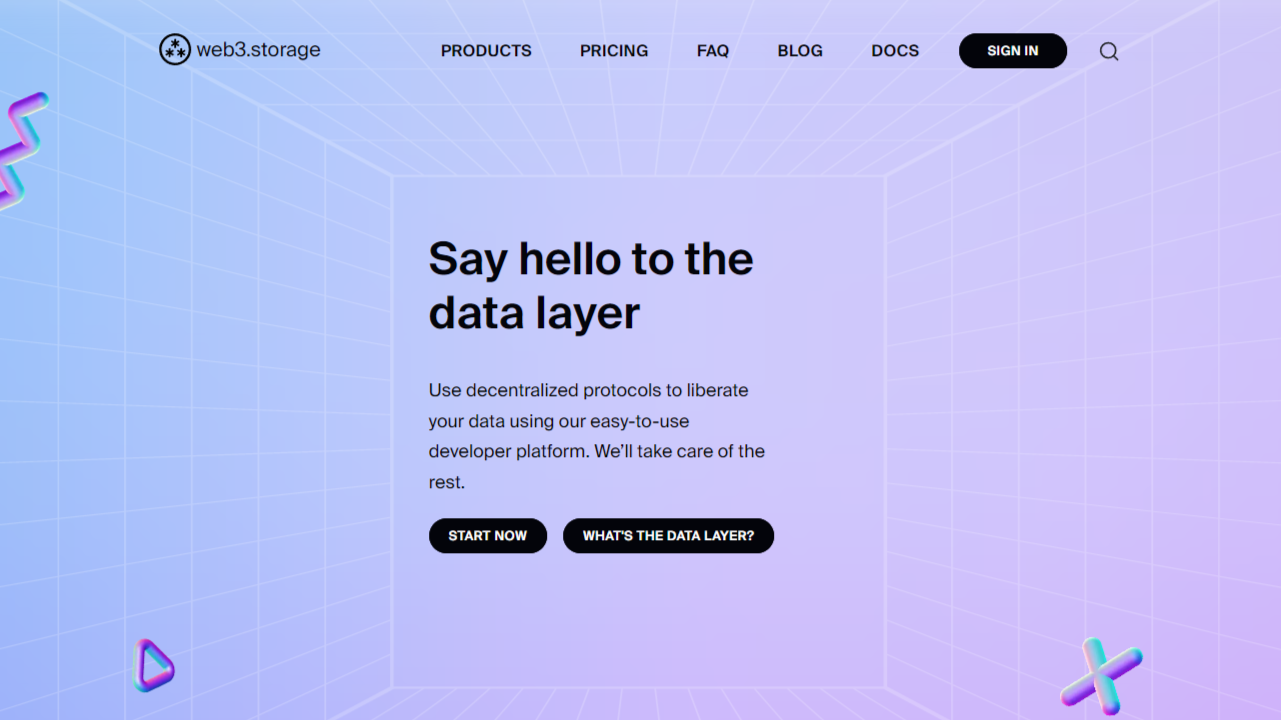 web3.storage
PRODUCTS PRICING FAQ BLOG DOCS SIGN IN
Say hello to the
data layer
Use decentralized protocols to liberate
your data using our easy-to-use
developer platform. We'll take care of the
rest.
START NOW WHAT'S THE DATA LAYER?